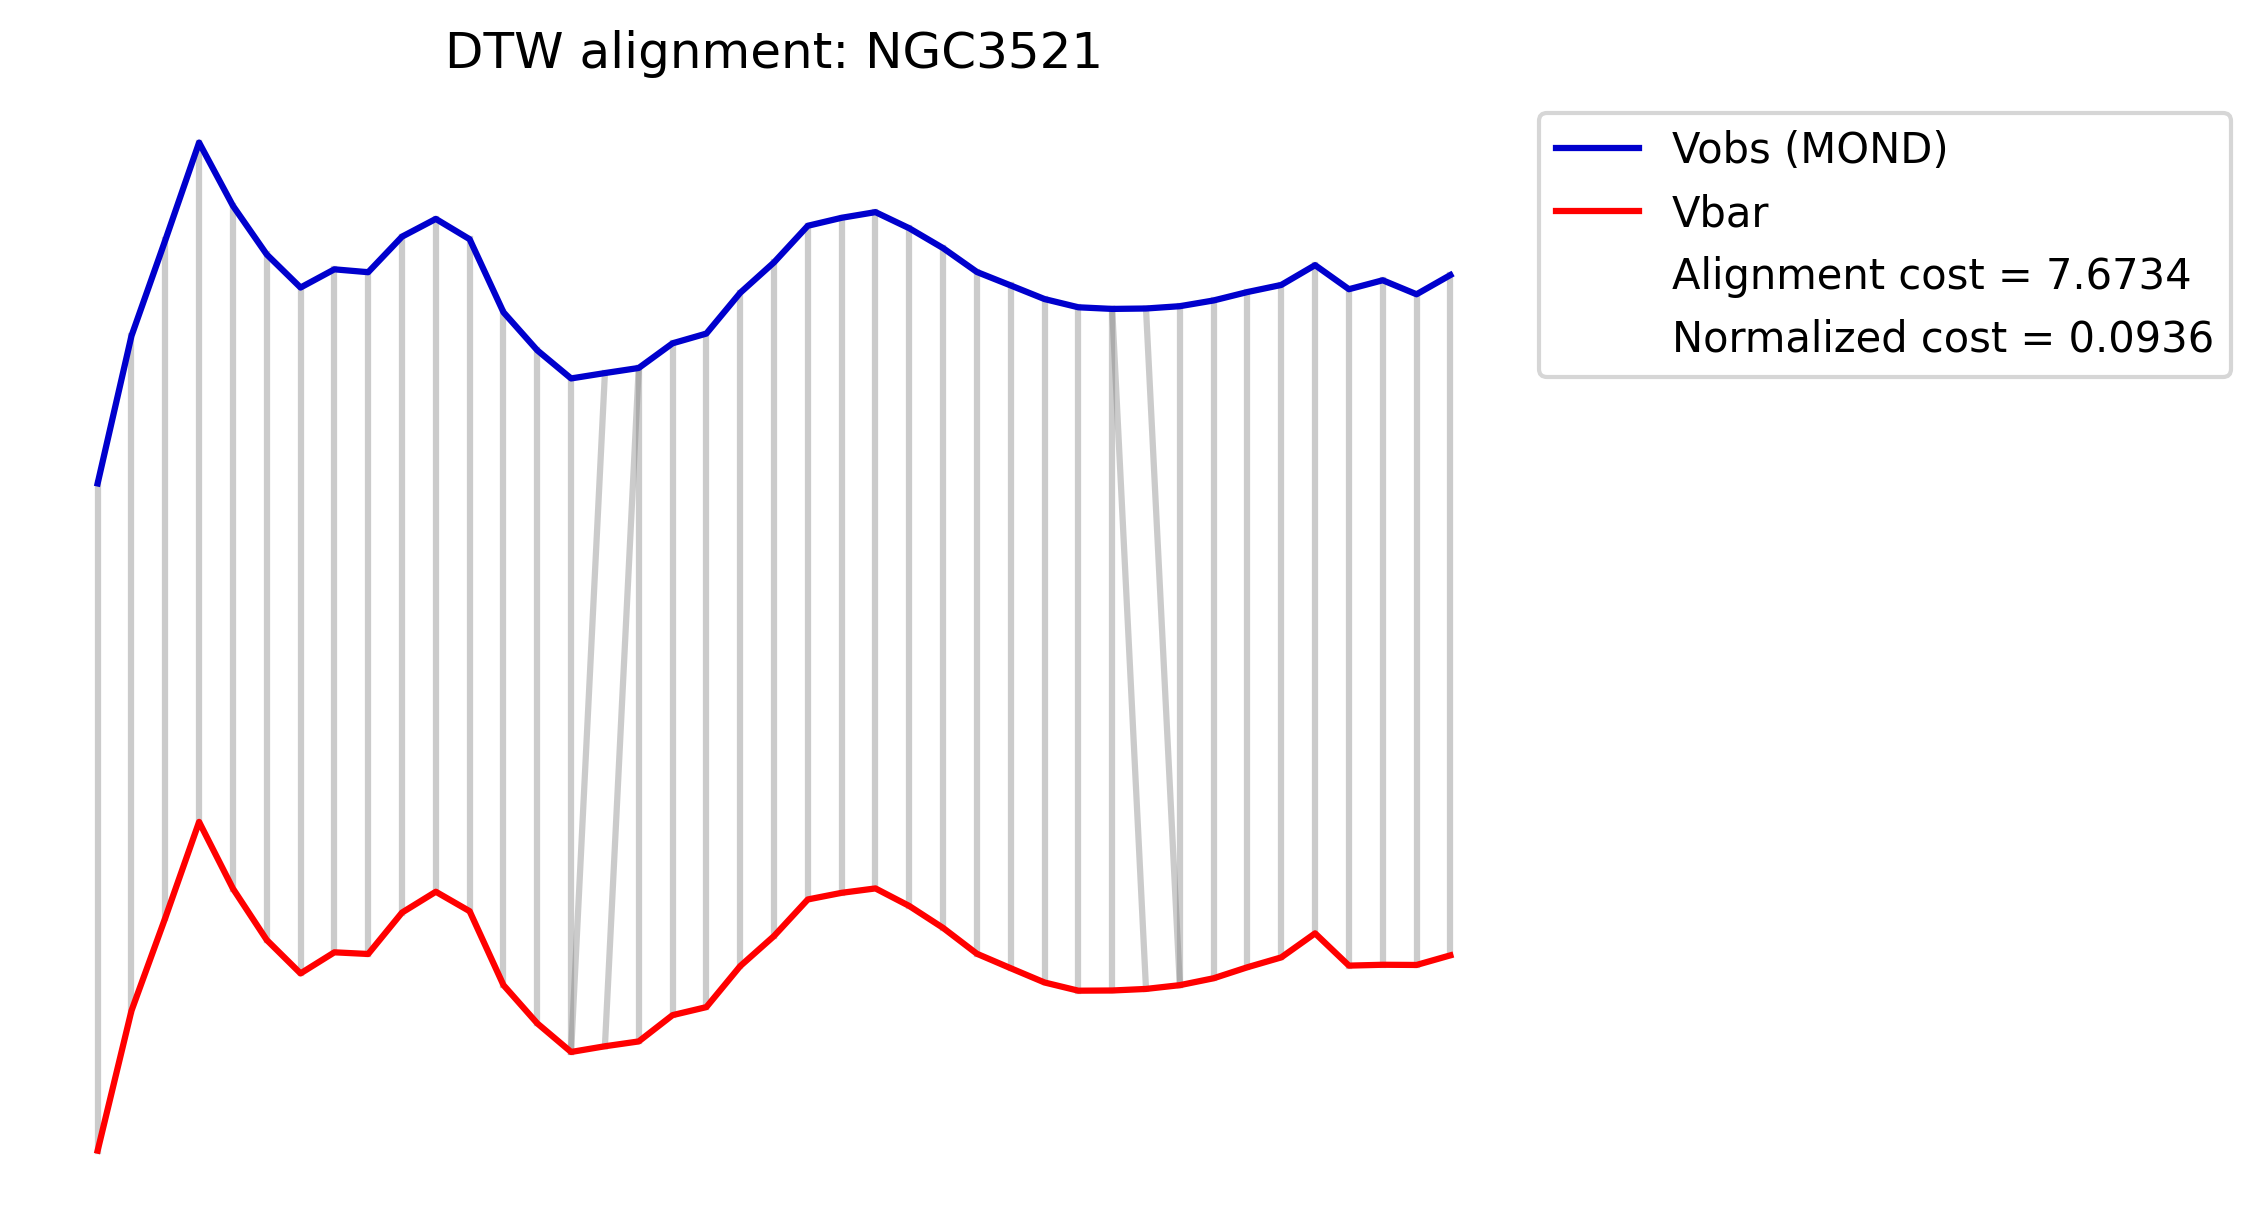 DTW alignment: NGC3521
Vobs (MOND)
Vbar
Alignment cost = 7.6734
Normalized cost = 0.0936